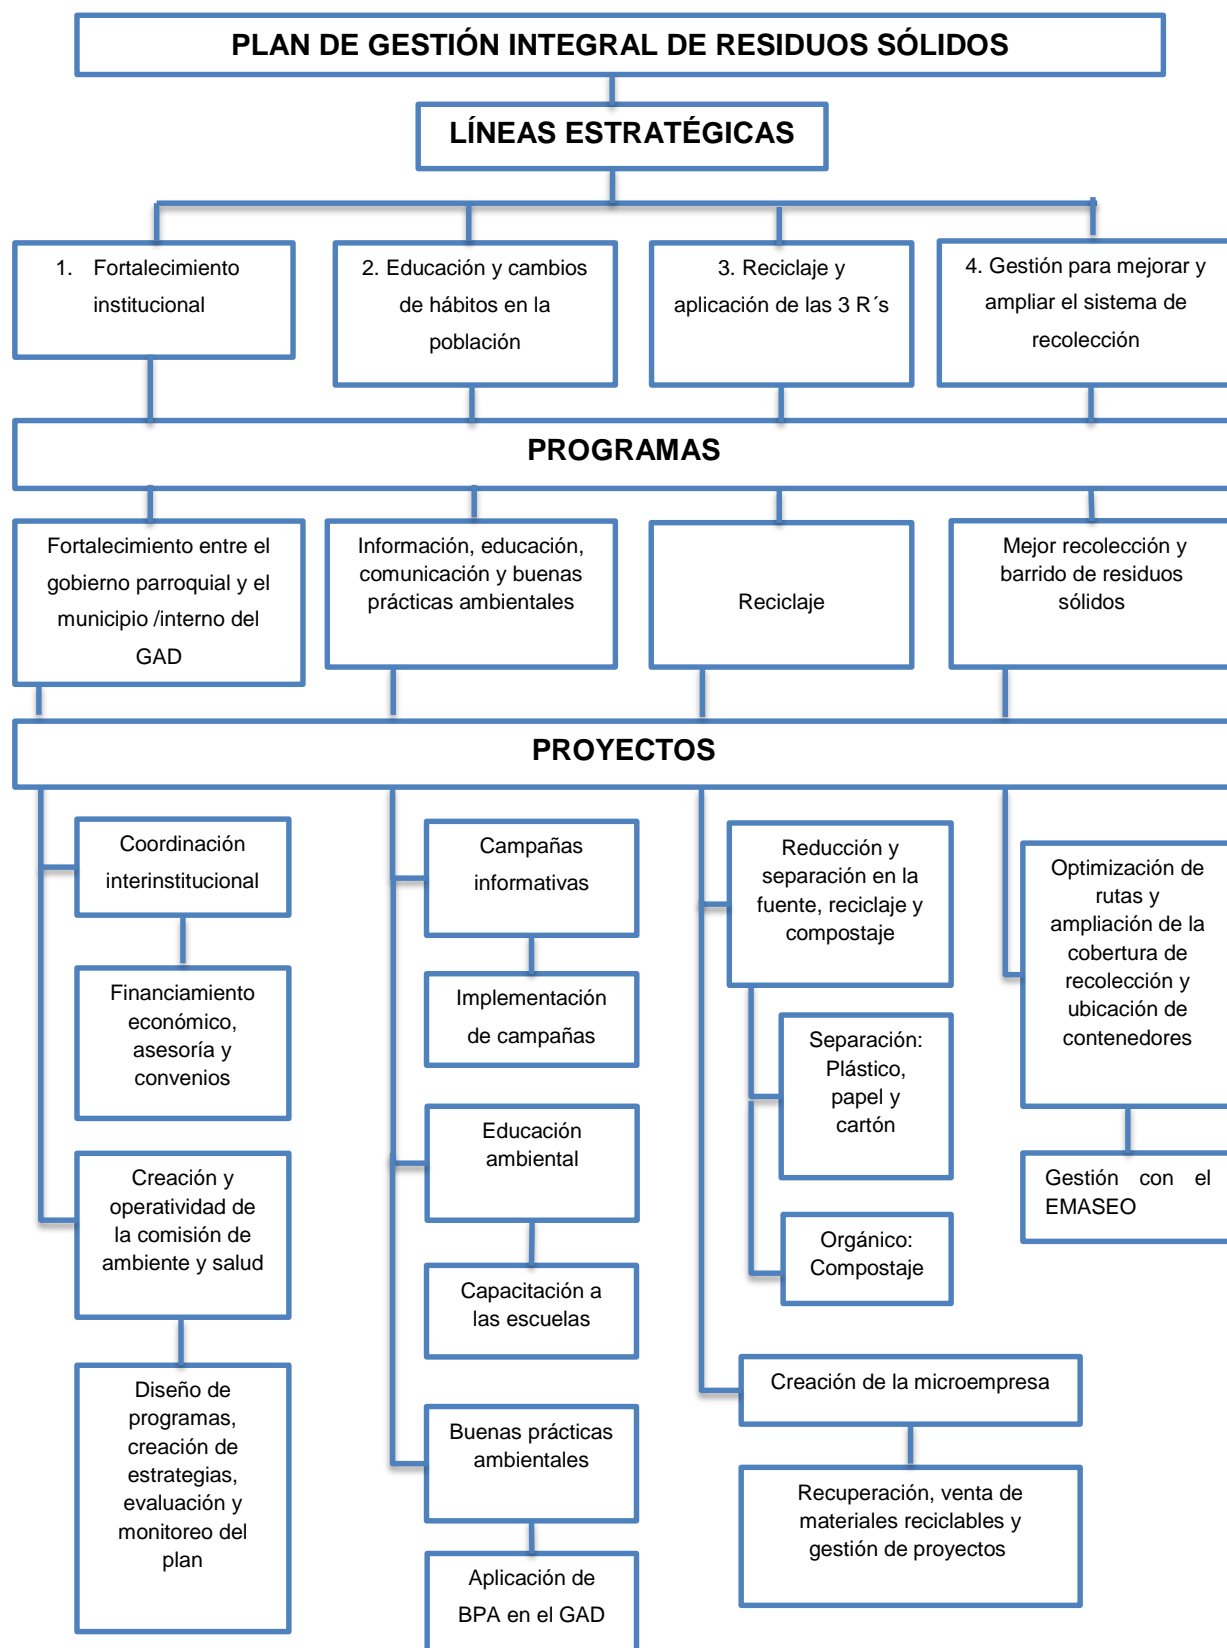 PLAN DE GESTIÓN INTEGRAL DE RESIDUOS SÓLIDOS
LÍNEAS ESTRATÉGICAS
1. Fortalecimiento
institucional
2. Educación y cambios
de hábitos en la
población
3. Reciclaje y
aplicación de las 3 R´s
4. Gestión para mejorar y
ampliar el sistema de
recolección
PROGRAMAS
Fortalecimiento entre el
gobierno parroquial y el
municipio /interno del
GAD
Información, educación,
comunicación y buenas
prácticas ambientales
Reciclaje
Mejor recolección y
barrido de residuos
sólidos
PROYECTOS
Coordinación
interinstitucional
Financiamiento
económico,
asesoría y
convenios
Creación y
operatividad de
la comisión de
ambiente y salud
Diseño de
programas,
creación de
estrategias,
evaluación y
monitoreo del
plan
Campañas
informativas
Implementación
de campañas
Educación
ambiental
Capacitación a
las escuelas
Buenas prácticas
ambientales
Aplicación de
BPA en el GAD
Reducción y
separación en la
fuente, reciclaje y
compostaje
Separación:
Plástico,
papel y
cartón
Orgánico:
Compostaje
Creación de la microempresa
Recuperación, venta de
materiales reciclables y
gestión de proyectos
Optimización de
rutas y
ampliación de la
cobertura de
recolección y
ubicación de
contenedores
Gestión con el
EMASEO